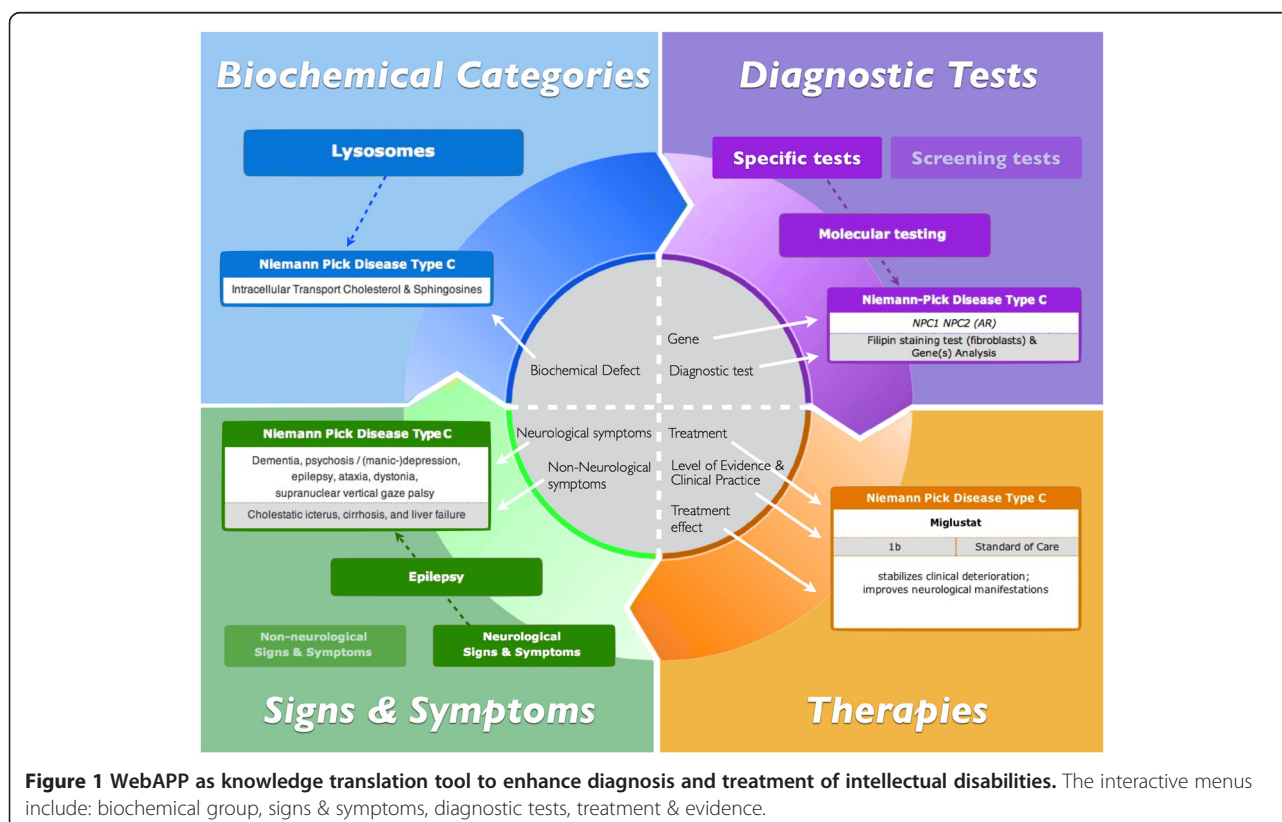 Biochemical Categories
Lysosomes
Niemann Pick Disease Type C
Intracellular Transport Cholesterol & Sphingosines
Biochemical Defect
Diagnostic Tests
Specific tests
Screening tests
Molecular testing
Niemann-Pick Disease Type C
NPC1 NPC2 (AR)
Filipin staining test (fibroblasts) &
Gene(s) Analysis
Gene
Diagnostic test
Niemann Pick Disease Type C
Dementia, psychosis / (manic-)depression,
epilepsy, ataxia, dystonia,
supranuclear vertical gaze palsy
Cholestatic icterus, cirrhosis, and liver failure
Neurological symptoms
Non-Neurological
symptoms
Epilepsy
Non-neurological
Signs & Symptoms
Neurological
Signs & Symptoms
Signs & Symptoms
Treatment
Level of Evidence &
Clinical Practice
Treatment
effect
Niemann Pick Disease Type C
Miglustat
1b
Standard of Care
stabilizes clinical deterioration;
improves neurological manifestations
Therapies
Figure 1 WebAPP as knowledge translation tool to enhance diagnosis and treatment of intellectual disabilities. The interactive menus
include: biochemical group, signs & symptoms, diagnostic tests, treatment & evidence.